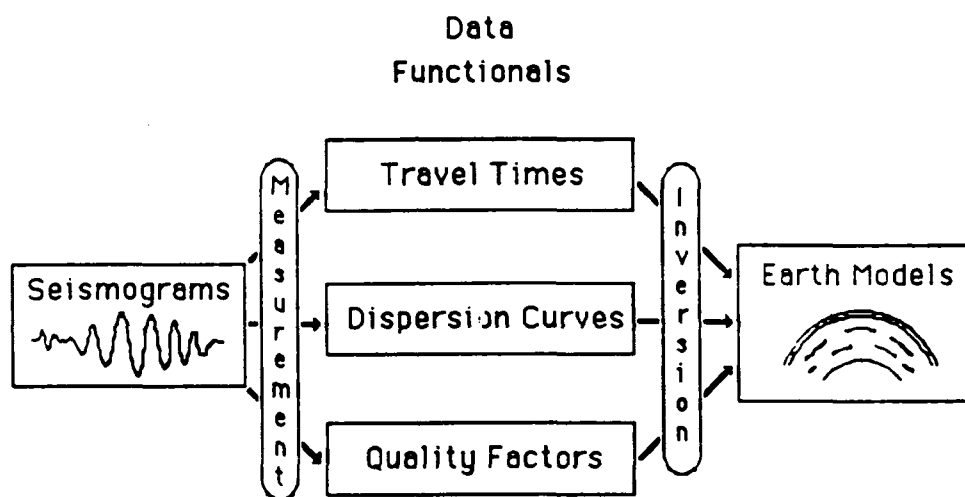 Data
Functionals
Seismograms
Measurement
Travel Times
Dispersion Curves
Quality Factors
Inversion
Earth Models